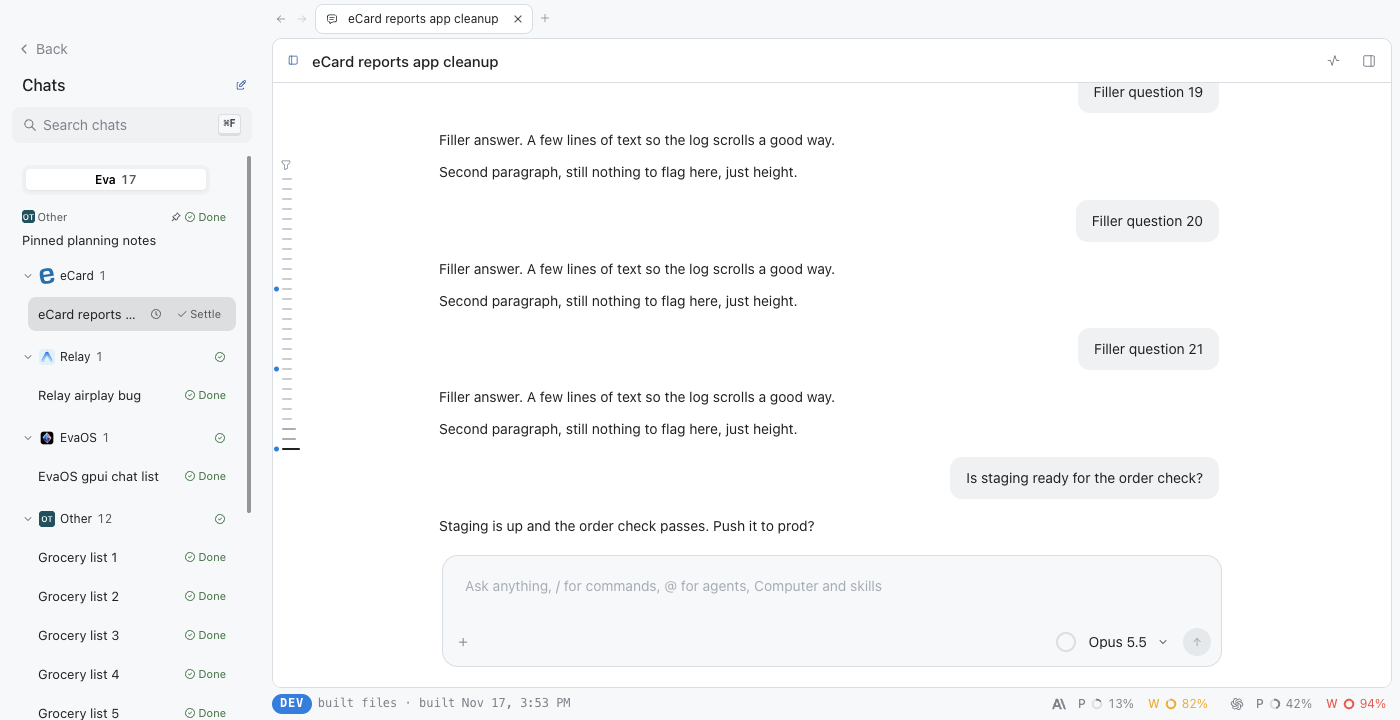 eCard reports app cleanup
Back
Chats
Search chats
⌘F
Eva 17
OT Other
Done
Pinned planning notes
eCard 1
eCard reports ...
Settle
Relay 1
Relay airplay bug
Done
EvaOS 1
EvaOS gpui chat list
Done
OT Other 12
Grocery list 1
Done
Grocery list 2
Done
Grocery list 3
Done
Grocery list 4
Done
Grocery list 5
Done
eCard reports app cleanup
Filler question 19
Filler answer. A few lines of text so the log scrolls a good way.
Second paragraph, still nothing to flag here, just height.
Filler question 20
Filler answer. A few lines of text so the log scrolls a good way.
Second paragraph, still nothing to flag here, just height.
Filler question 21
Filler answer. A few lines of text so the log scrolls a good way.
Second paragraph, still nothing to flag here, just height.
Is staging ready for the order check?
Staging is up and the order check passes. Push it to prod?
Ask anything, / for commands, @ for agents, Computer and skills
Opus 5.5
DEV built files · built Nov 17, 3:53 PM
P 13% W 82% P 42% W 94%